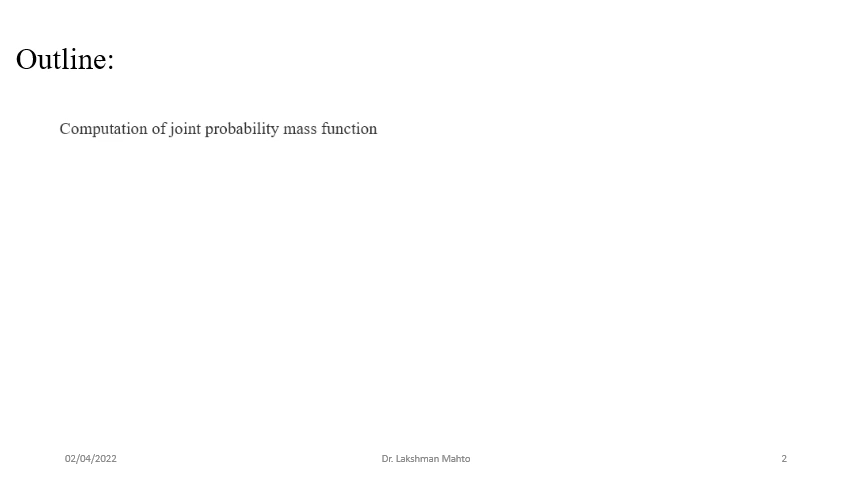 Outline:
Computation of joint probability mass function
02/04/2022
Dr. Lakshman Mahto
2